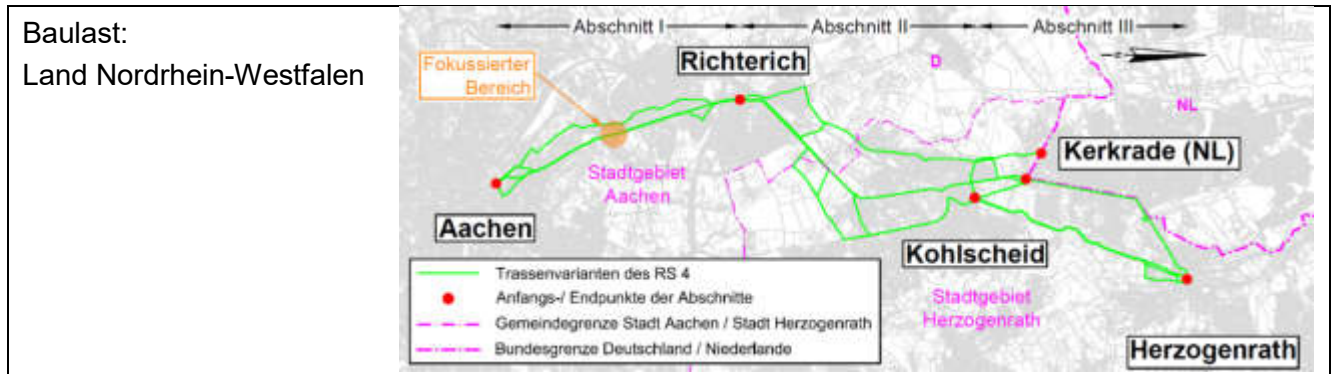 Baulast:
Land Nordrhein-Westfalen
Abschnitt I
Abschnitt II
Abschnitt III
Fokussierter
Bereich
Richterich
D
NL
Kerkrade (NL)
Stadtgebiet
Aachen
Aachen
Kohlscheid
Stadtgebiet
Herzogenrath
Herzogenrath
Trassenvarianten des RS 4
Anfangs-/ Endpunkte der Abschnitte
Gemeindegrenze Stadt Aachen / Stadt Herzogenrath
Bundesgrenze Deutschland / Niederlande